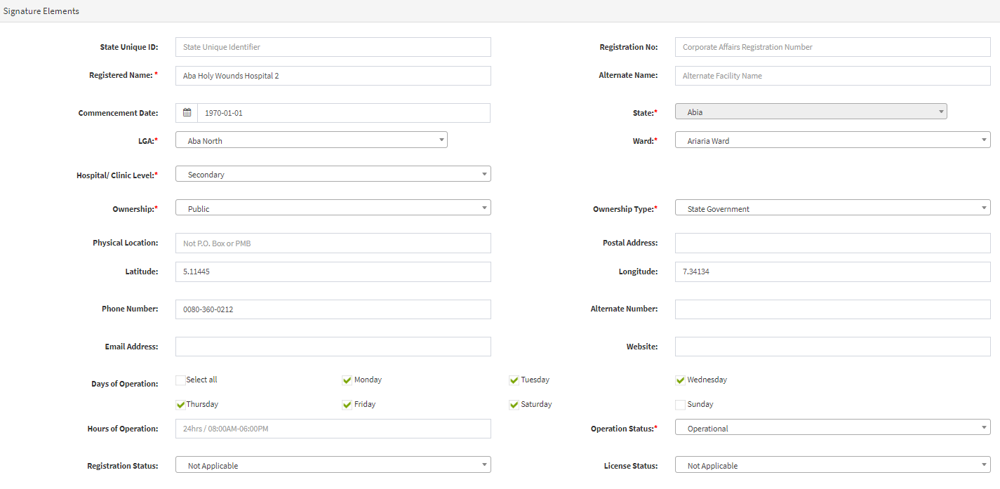 Signature Elements
State Unique ID: State Unique Identifier Registration No: Corporate Affairs Registration Number
Registered Name: * Aba Holy Wounds Hospital 2 Alternate Name: Alternate Facility Name
Commencement Date: 1970-01-01 State:* Abia
LGA:* Aba North Ward:* Ariaria Ward
Hospital/ Clinic Level:* Secondary
Ownership:* Public Ownership Type:* State Government
Physical Location: Not P.O. Box or PMB Postal Address:
Latitude: 5.11445 Longitude: 7.34134
Phone Number: 0080-360-0212 Alternate Number:
Email Address: Website:
Days of Operation: Select all Monday Tuesday Wednesday
Thursday Friday Saturday Sunday
Hours of Operation: 24hrs / 08:00AM-06:00PM Operation Status:* Operational
Registration Status: Not Applicable License Status: Not Applicable